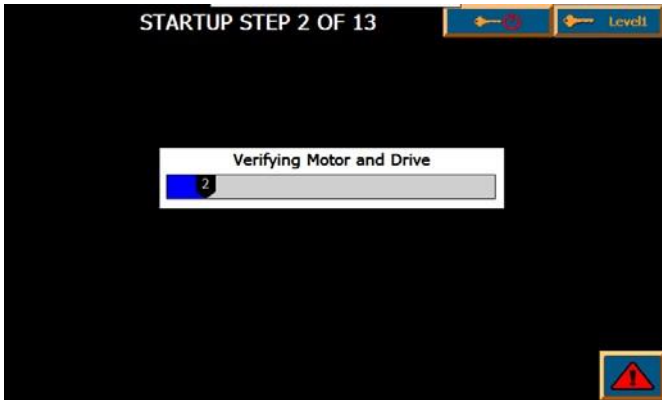 STARTUP STEP 2 OF 13
Level1
Verifying Motor and Drive
2